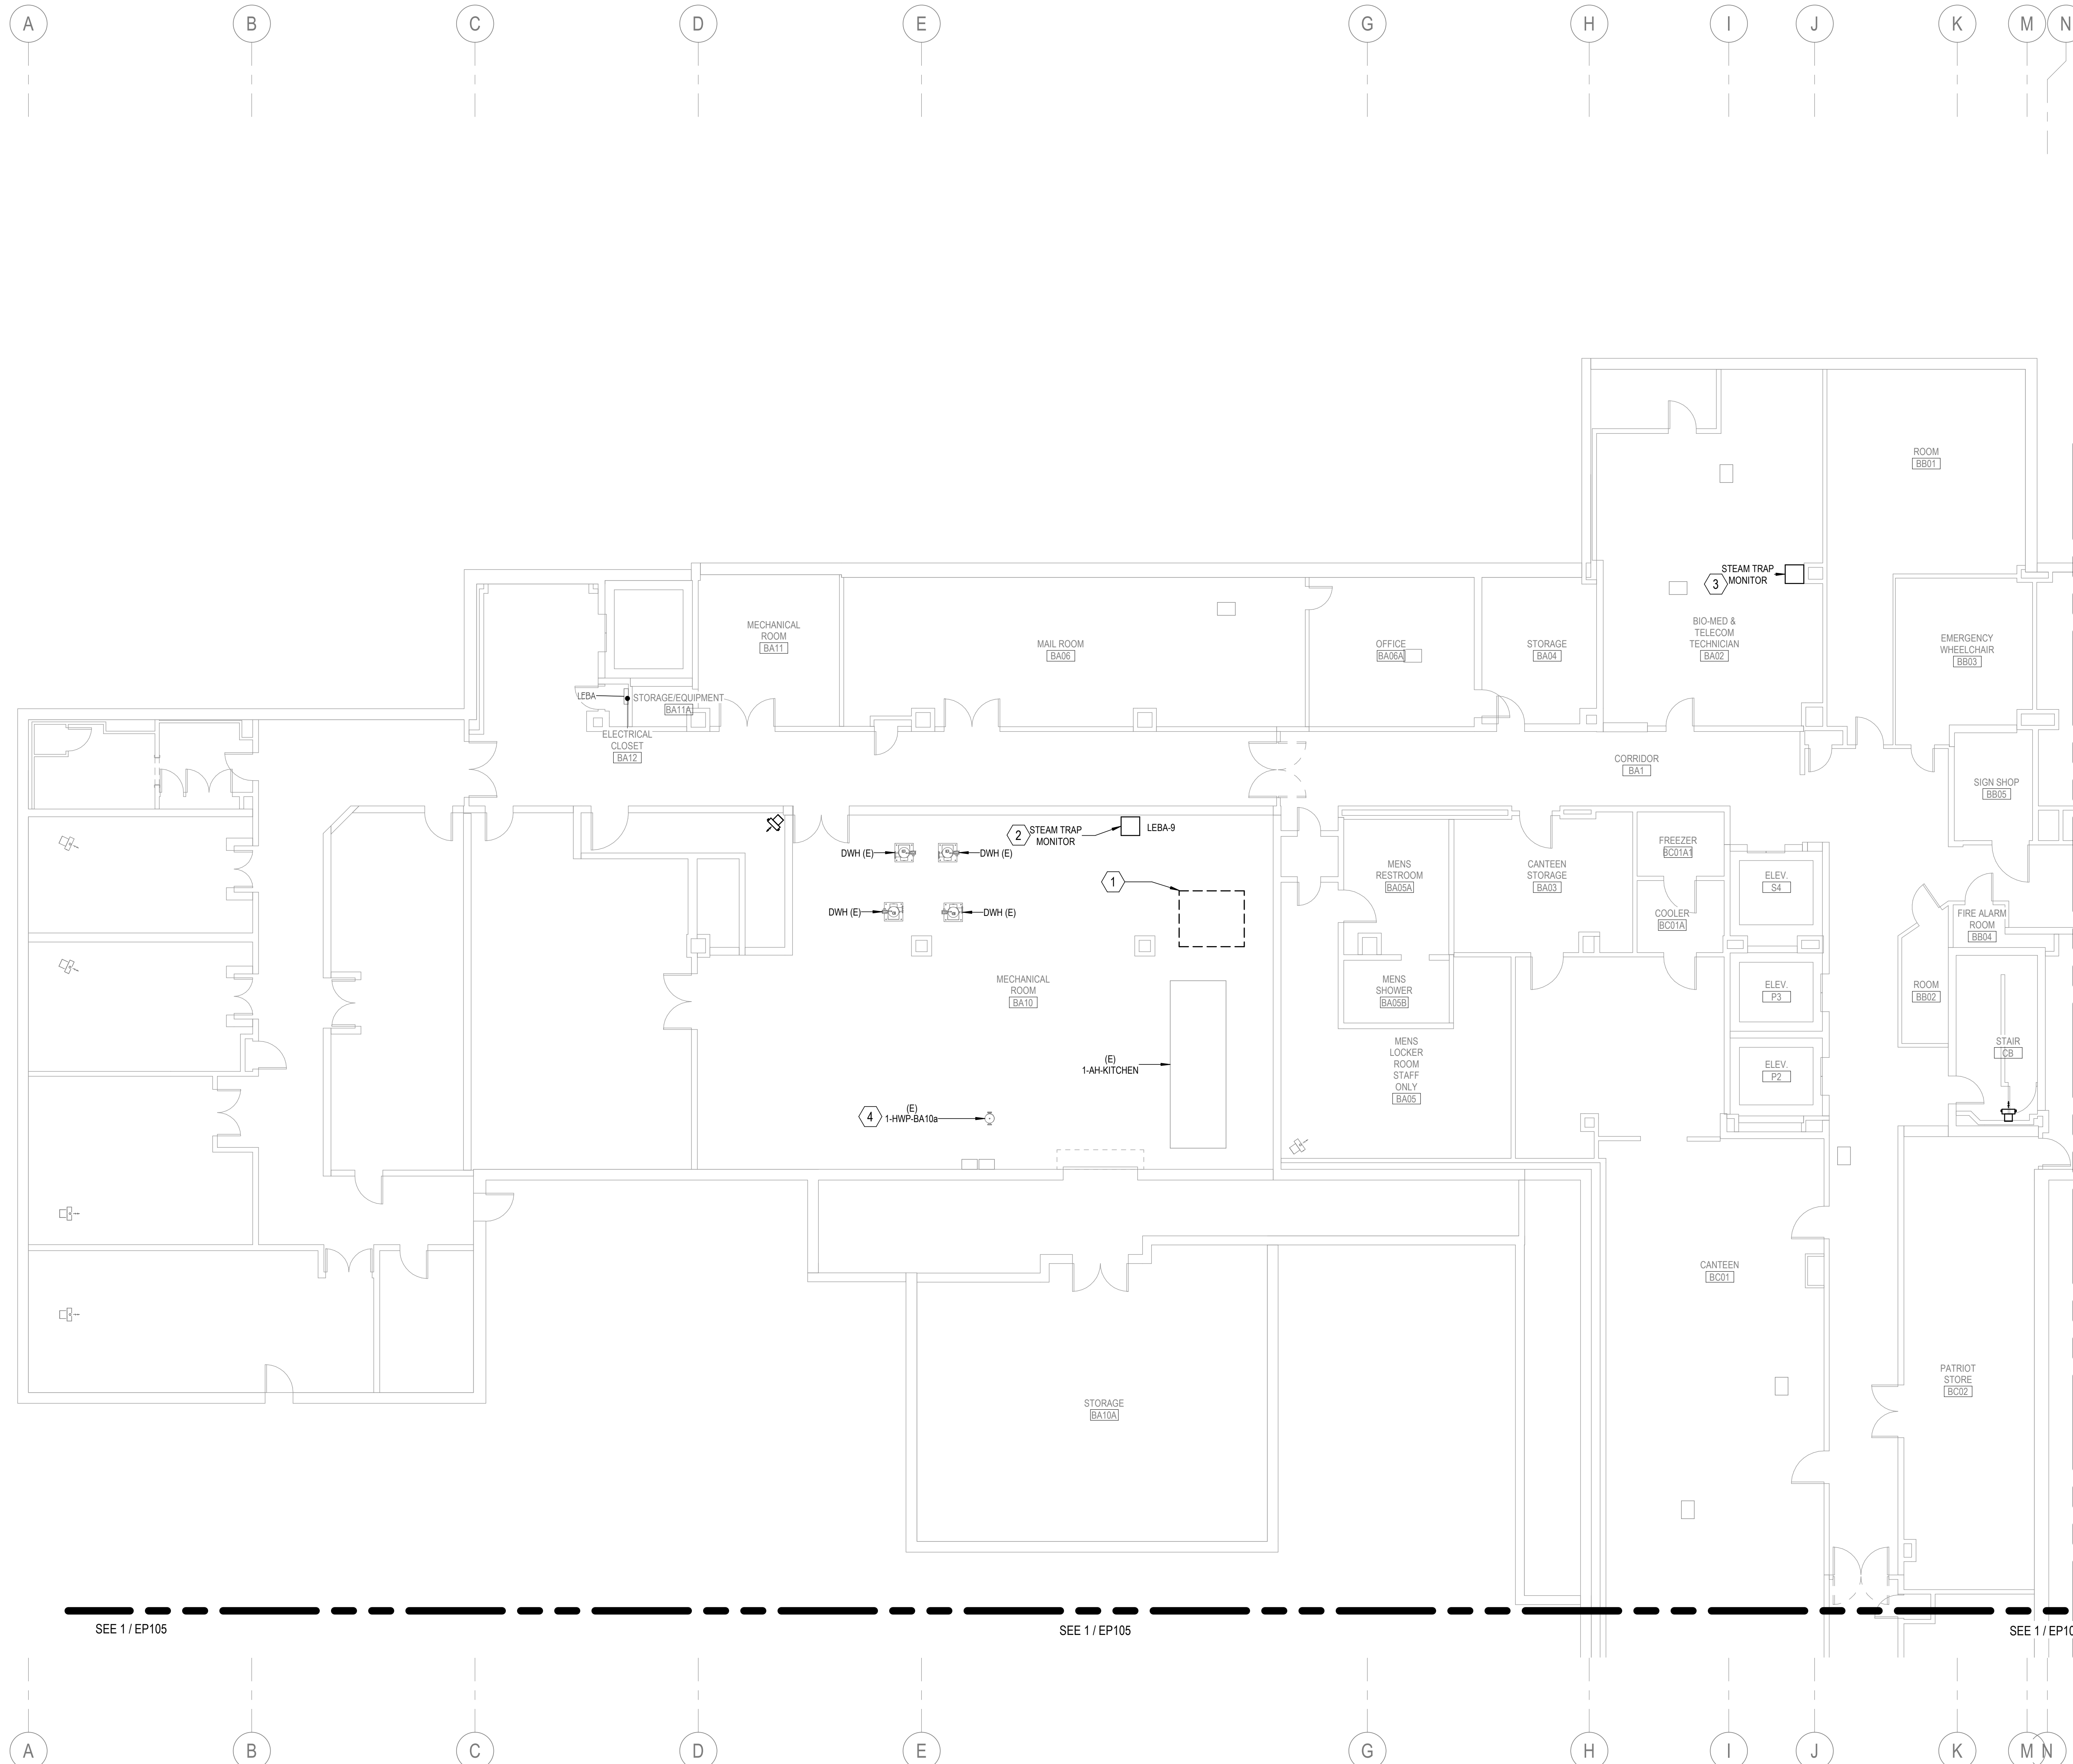 A
B
C
D
E
G
H
I
J
K
M
N
ROOM
BB01
STEAM TRAP
MONITOR
3
MECHANICAL
ROOM
BA11
MAIL ROOM
BA06
OFFICE
BA06A
STORAGE
BA04
BIO-MED &
TELECOM
TECHNICIAN
BA02
EMERGENCY
WHEELCHAIR
BB03
LEBA
STORAGE/EQUIPMENT
BA11A
ELECTRICAL
CLOSET
BA12
CORRIDOR
BA1
SIGN SHOP
BB05
2
STEAM TRAP
MONITOR
LEBA-9
DWH (E)
DWH (E)
DWH (E)
DWH (E)
1
MENS
RESTROOM
BA05A
CANTEEN
STORAGE
BA03
FREEZER
BC01A1
COOLER
BC01A
ELEV.
S4
FIRE ALARM
ROOM
BB04
MECHANICAL
ROOM
BA10
MENS
SHOWER
BA05B
ELEV.
P3
ROOM
BB02
(E)
1-AH-KITCHEN
MENS
LOCKER
ROOM
STAFF
ONLY
BA05
ELEV.
P2
STAIR
CB
4
(E)
1-HWP-BA10a
CANTEEN
BC01
PATRIOT
STORE
BC02
STORAGE
BA10A
SEE 1 / EP105
SEE 1 / EP105
SEE 1 / EP10
A
B
C
D
E
G
H
I
J
K
M
N